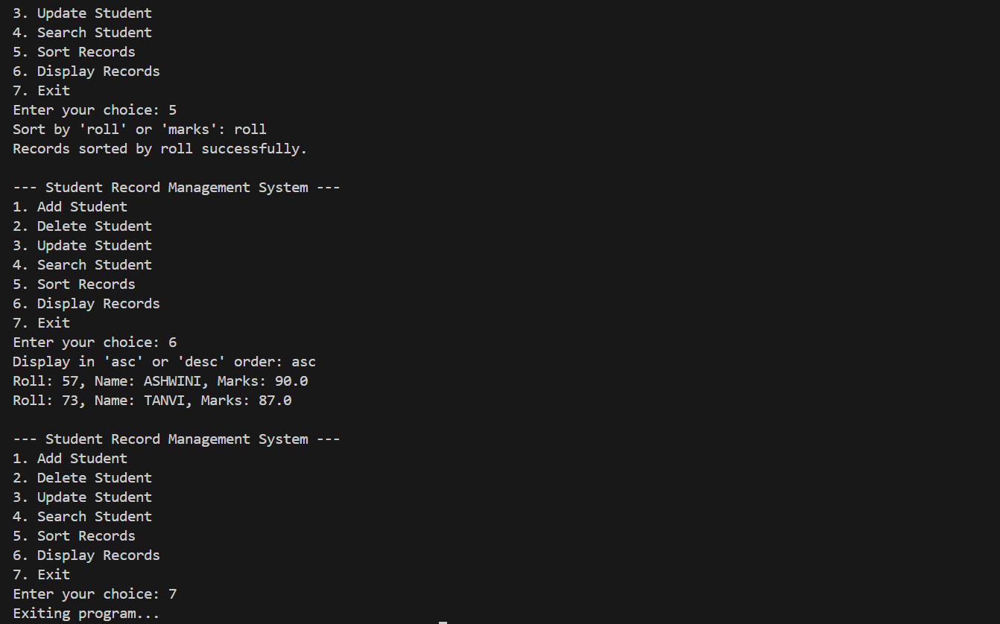 3. Update Student
4. Search Student
5. Sort Records
6. Display Records
7. Exit
Enter your choice: 5
Sort by 'roll' or 'marks': roll
Records sorted by roll successfully.

--- Student Record Management System ---
1. Add Student
2. Delete Student
3. Update Student
4. Search Student
5. Sort Records
6. Display Records
7. Exit
Enter your choice: 6
Display in 'asc' or 'desc' order: asc
Roll: 57, Name: ASHWINI, Marks: 90.0
Roll: 73, Name: TANVI, Marks: 87.0

--- Student Record Management System ---
1. Add Student
2. Delete Student
3. Update Student
4. Search Student
5. Sort Records
6. Display Records
7. Exit
Enter your choice: 7
Exiting program...